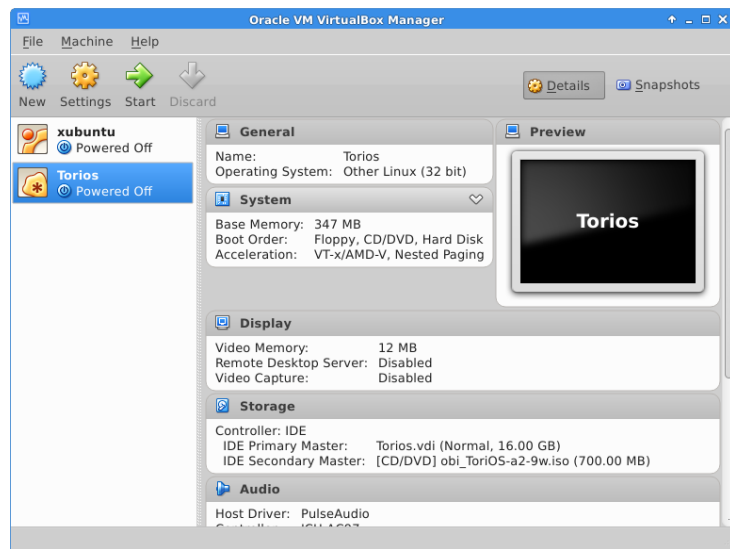 Oracle VM VirtualBox Manager
File Machine Help
New Settings Start Discard
Details Snapshots
xubuntu
Powered Off
Torios
Powered Off
General
Name: Torios
Operating System: Other Linux (32 bit)
System
Base Memory: 347 MB
Boot Order: Floppy, CD/DVD, Hard Disk
Acceleration: VT-x/AMD-V, Nested Paging
Preview
Torios
Display
Video Memory: 12 MB
Remote Desktop Server: Disabled
Video Capture: Disabled
Storage
Controller: IDE
IDE Primary Master: Torios.vdi (Normal, 16.00 GB)
IDE Secondary Master: [CD/DVD] obi_ToriOS-a2-9w.iso (700.00 MB)
Audio
Host Driver: PulseAudio